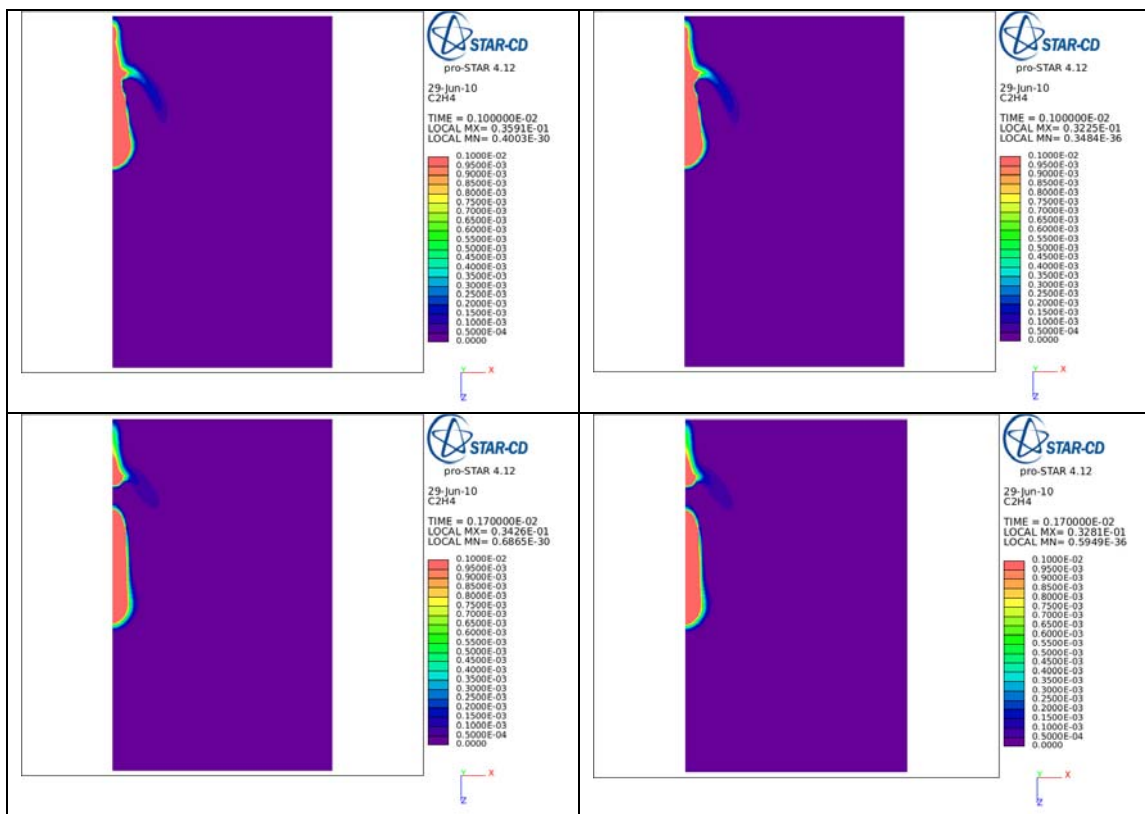 STAR-CD
pro-STAR 4.12
29-Jun-10
C2H4
TIME = 0.100000E-02
LOCAL MX= 0.3591E-01
LOCAL MN= 0.4003E-30
0.1000E-02
0.9500E-03
0.9000E-03
0.8500E-03
0.8000E-03
0.7500E-03
0.7000E-03
0.6500E-03
0.6000E-03
0.5500E-03
0.5000E-03
0.4500E-03
0.4000E-03
0.3500E-03
0.3000E-03
0.2500E-03
0.2000E-03
0.1500E-03
0.1000E-03
0.5000E-04
0.0000
Y
X
Z
STAR-CD
pro-STAR 4.12
29-Jun-10
C2H4
TIME = 0.100000E-02
LOCAL MX= 0.3225E-01
LOCAL MN= 0.3484E-36
0.1000E-02
0.9500E-03
0.9000E-03
0.8500E-03
0.8000E-03
0.7500E-03
0.7000E-03
0.6500E-03
0.6000E-03
0.5500E-03
0.5000E-03
0.4500E-03
0.4000E-03
0.3500E-03
0.3000E-03
0.2500E-03
0.2000E-03
0.1500E-03
0.1000E-03
0.5000E-04
0.0000
Y
X
Z
STAR-CD
pro-STAR 4.12
29-Jun-10
C2H4
TIME = 0.170000E-02
LOCAL MX= 0.3426E-01
LOCAL MN= 0.6865E-30
0.1000E-02
0.9500E-03
0.9000E-03
0.8500E-03
0.8000E-03
0.7500E-03
0.7000E-03
0.6500E-03
0.6000E-03
0.5500E-03
0.5000E-03
0.4500E-03
0.4000E-03
0.3500E-03
0.3000E-03
0.2500E-03
0.2000E-03
0.1500E-03
0.1000E-03
0.5000E-04
0.0000
Y
X
Z
STAR-CD
pro-STAR 4.12
29-Jun-10
C2H4
TIME = 0.170000E-02
LOCAL MX= 0.3281E-01
LOCAL MN= 0.5949E-36
0.1000E-02
0.9500E-03
0.9000E-03
0.8500E-03
0.8000E-03
0.7500E-03
0.7000E-03
0.6500E-03
0.6000E-03
0.5500E-03
0.5000E-03
0.4500E-03
0.4000E-03
0.3500E-03
0.3000E-03
0.2500E-03
0.2000E-03
0.1500E-03
0.1000E-03
0.5000E-04
0.0000
Y
X
Z